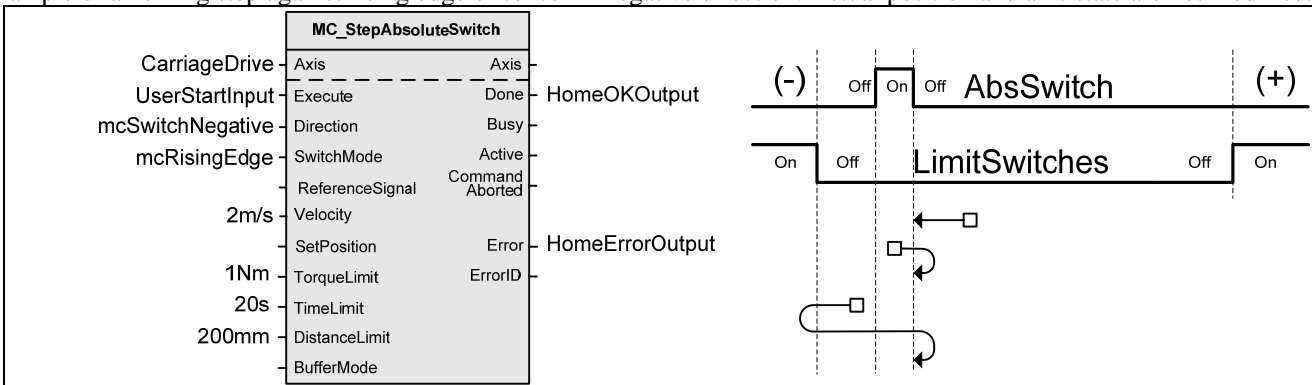 MC_StepAbsoluteSwitch
CarriageDrive Axis Axis
UserStartInput Execute Done HomeOKOutput
mcSwitchNegative Direction Busy
mcRisingEdge SwitchMode Active
ReferenceSignal Command Aborted
2m/s Velocity
SetPosition Error HomeErrorOutput
1Nm TorqueLimit ErrorID
20s TimeLimit
200mm DistanceLimit
BufferMode
(-) Off On Off AbsSwitch (+)
On Off LimitSwitches Off On